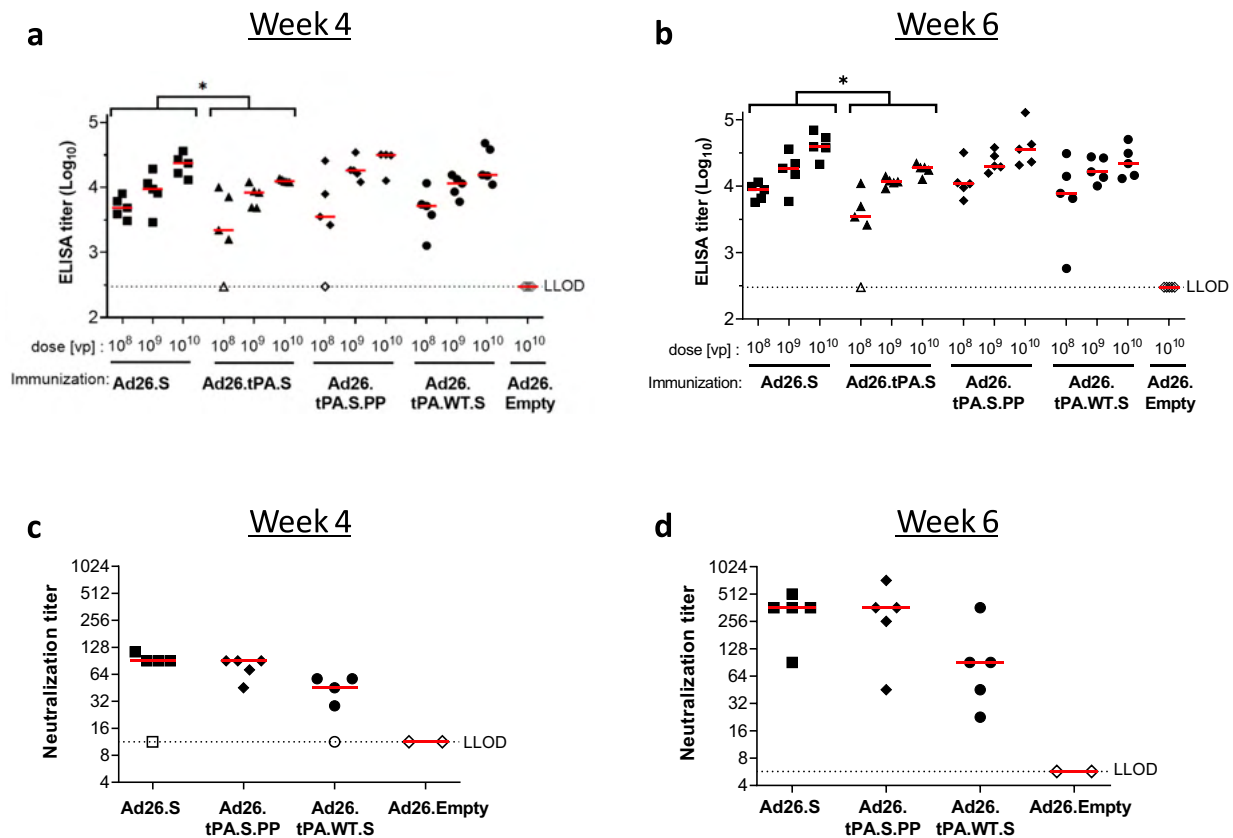 a
Week 4
*
ELISA titer (Log10)
5
4
3
2
LLOD
dose [vp] : 10^8 10^9 10^10 10^8 10^9 10^10 10^8 10^9 10^10 10^8 10^9 10^10 10^10
Immunization: Ad26.S Ad26.tPA.S Ad26. Ad26. Ad26.
tPA.S.PP tPA.WT.S Empty
b
Week 6
*
ELISA titer (Log10)
5
4
3
2
LLOD
dose [vp] : 10^8 10^9 10^10 10^8 10^9 10^10 10^8 10^9 10^10 10^8 10^9 10^10 10^10
Immunization: Ad26.S Ad26.tPA.S Ad26. Ad26. Ad26.
tPA.S.PP tPA.WT.S Empty
c
Week 4
Neutralization titer
1024
512
256
128
64
32
16
8
4
LLOD
Ad26.S Ad26. Ad26. Ad26.Empty
tPA.S.PP tPA.WT.S
d
Week 6
Neutralization titer
1024
512
256
128
64
32
16
8
4
LLOD
Ad26.S Ad26. Ad26. Ad26.Empty
tPA.S.PP tPA.WT.S